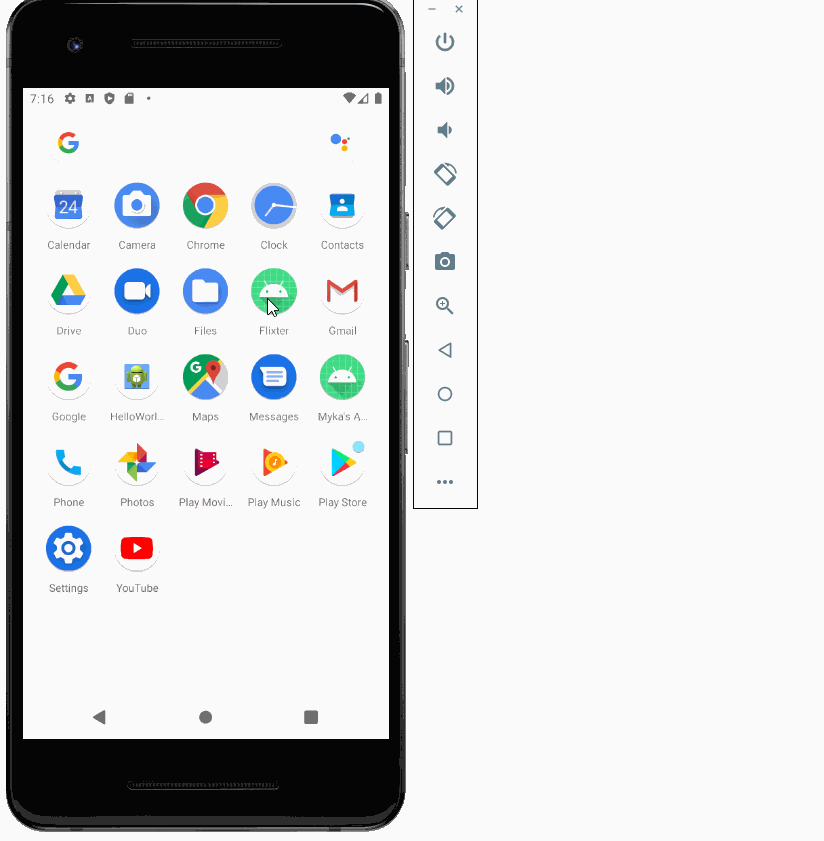 7:16
G
24
Calendar Camera Chrome Clock Contacts
Drive Duo Files Flixter Gmail
G G
Google HelloWorl... Maps Messages Myka's A...
Phone Photos Play Movi... Play Music Play Store
Settings YouTube